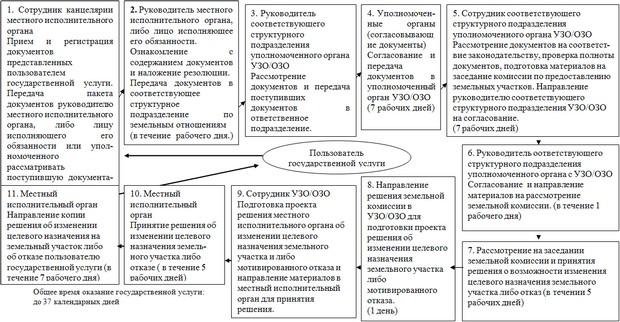 1. Сотрудник канцелярии
местного исполнительного
органа
Прием и регистрация
документов
представленных
пользователем
государственной услуги.
Передача пакета
документов руководителю
местного исполнительного
органа, либо лицу
исполняющего его
обязанности или упол-
номоченного
рассматривать
поступившую документа-
2. Руководитель местного
исполнительного органа,
либо лицо исполняющее
его обязанности.
Ознакомление с
содержанием документов
и наложение резолюции.
Передача документов в
соответствующее
структурное
подразделение по
земельным отношениям
(в течение рабочего дня.)
3. Руководитель
соответствующего
структурного
подразделения
уполномоченного органа
УЗО/ОЗО
Рассмотрение
документов и передача
поступивших
документов в
ответственное
подразделение.
4. Уполномочен-
ные органы
(согласовываю-
щие документы)
Согласование и
передача
документов в
уполномоченный
орган УЗО/ОЗО
(7 рабочих дней)
5. Сотрудник соответствующего
структурного подразделения
уполномоченного органа УЗО/ОЗО
Рассмотрение документов на соответст-
вие законодательству, проверка полноты
документов, подготовка материалов на
заседание комиссии по предоставлению
земельных участков. Направление
руководителю соответствующего
структурного подразделения УЗО/ОЗО
на согласование.
(7 рабочих дней)
Пользователь
государственной услуги
6. Руководитель оответствующего
структурного подразделения
уполномоченного органа с УЗО/ОЗО
Согласование и направление
материалов на рассмотрение
земельной комиссии. (в течение 1
рабочего дня)
7. Рассмотрение на заседании
земельной комиссии и принятия
решения о возможности изменения
целевого назначения земельного
участка либо отказ (в течении 5
рабочих дней)
8. Направление
решения земельной
комиссии в
УЗО/ОЗО для
подготовки проекта
решения об
изменении целевого
назначения
земельного участка
либо
мотивированного
отказа.
(1 день)
9. Сотрудник УЗО/ОЗО
Подготовка проекта
решения местного
исполнительного органа об
изменении целевого
назначения земельного
участка и либо
мотивированного отказа и
направление материалов в
местный исполнительный
орган для принятия
решения.
10. Местный
исполнительный
орган
Принятие решения об
изменении целевого
назначения земель-
ного участка либо
отказе ( в течение 5
рабочих дней)
11. Местный
исполнительный орган
Направление копии
решения об изменении
целевого назначения на
земельный участок либо
об отказе пользователю
государственной услуги (в
течение 7 рабочего дня)
Общее время оказание государственной услуги:
до 37 календарных дней